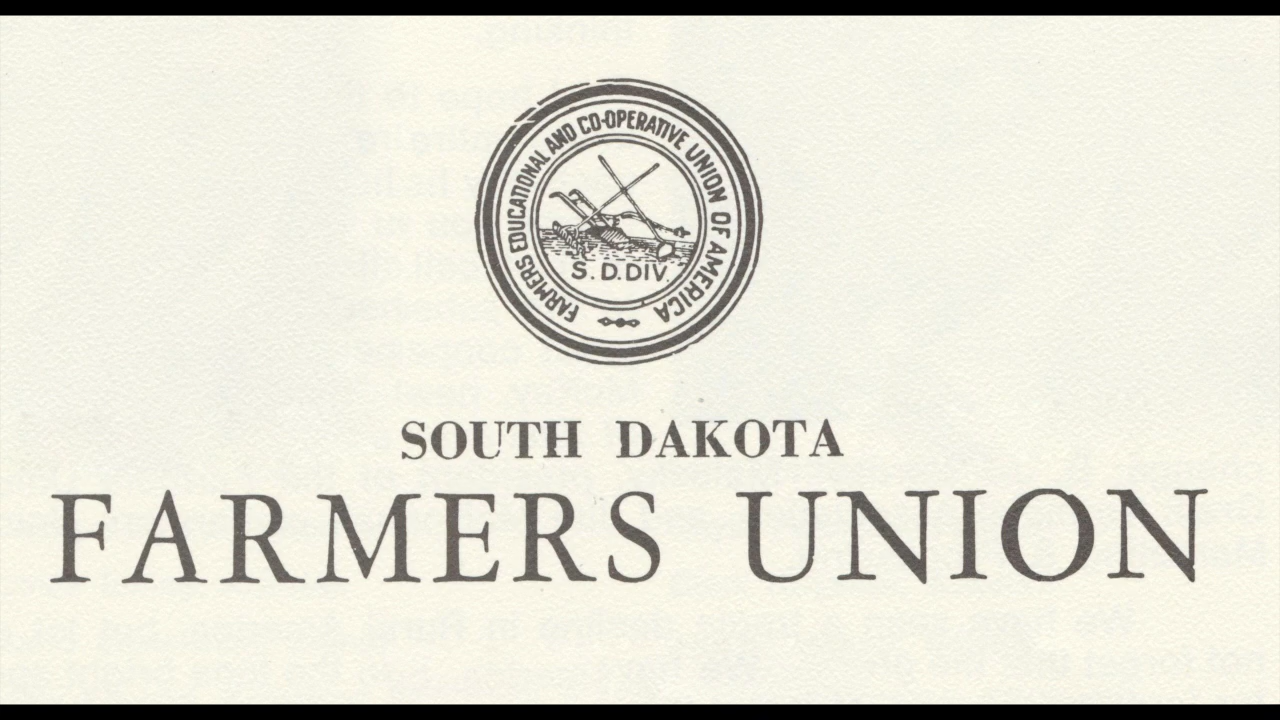 FARMERS EDUCATIONAL AND CO-OPERATIVE UNION OF AMERICA
S. D. DIV.
SOUTH DAKOTA
FARMERS UNION